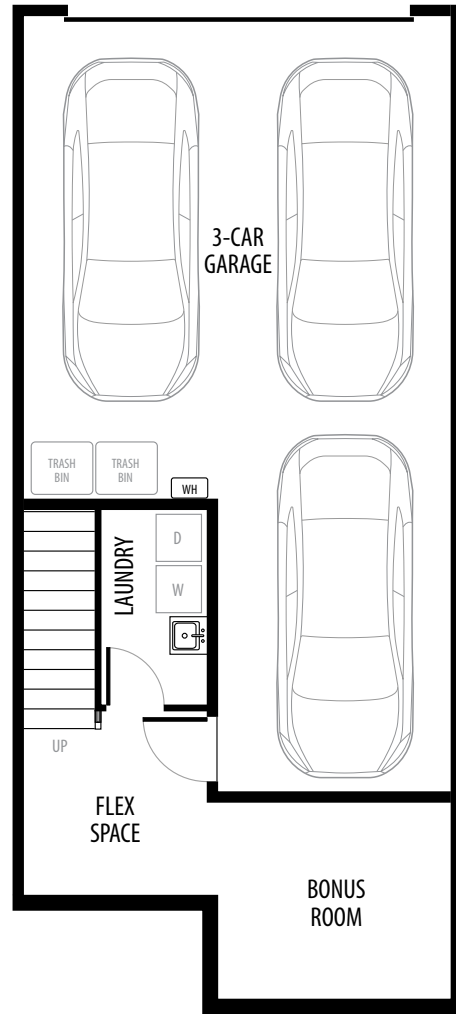 3-CAR
GARAGE
TRASH
BIN
TRASH
BIN
WH
LAUNDRY
D
W
UP
FLEX
SPACE
BONUS
ROOM